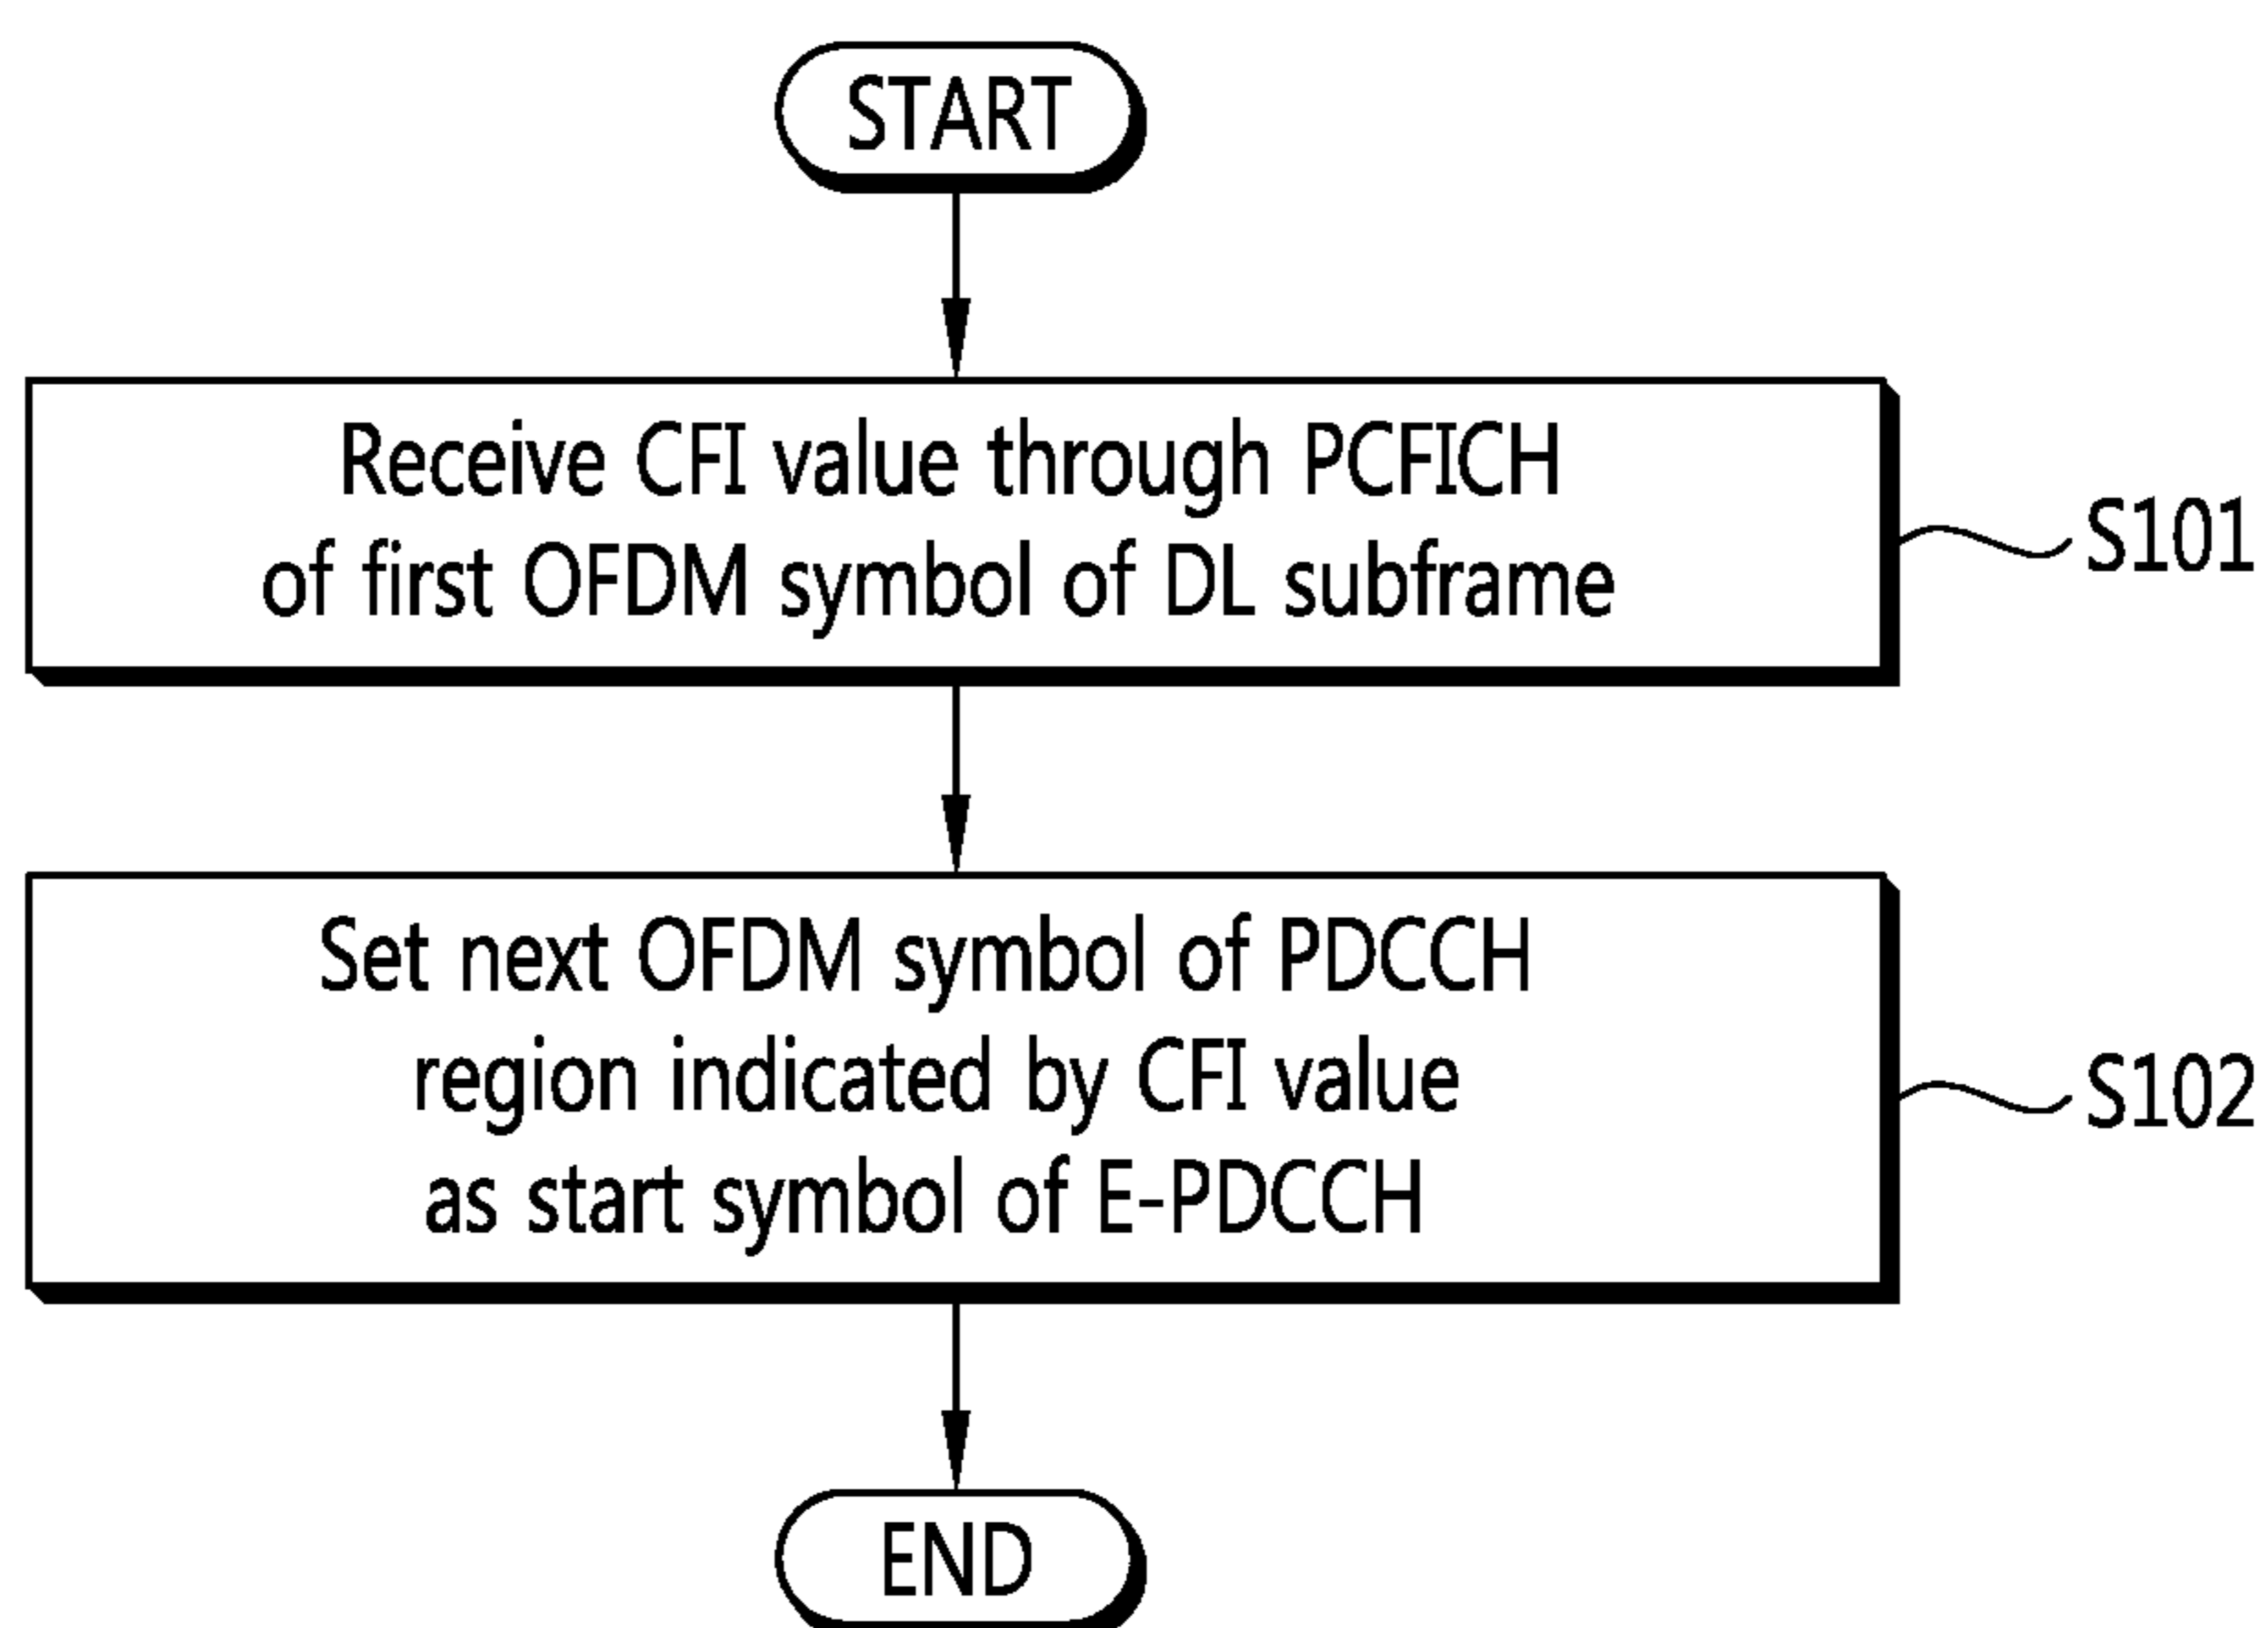 START
Receive CFI value through PCFICH
of first OFDM symbol of DL subframe
S101
Set next OFDM symbol of PDCCH
region indicated by CFI value
as start symbol of E-PDCCH
S102
END